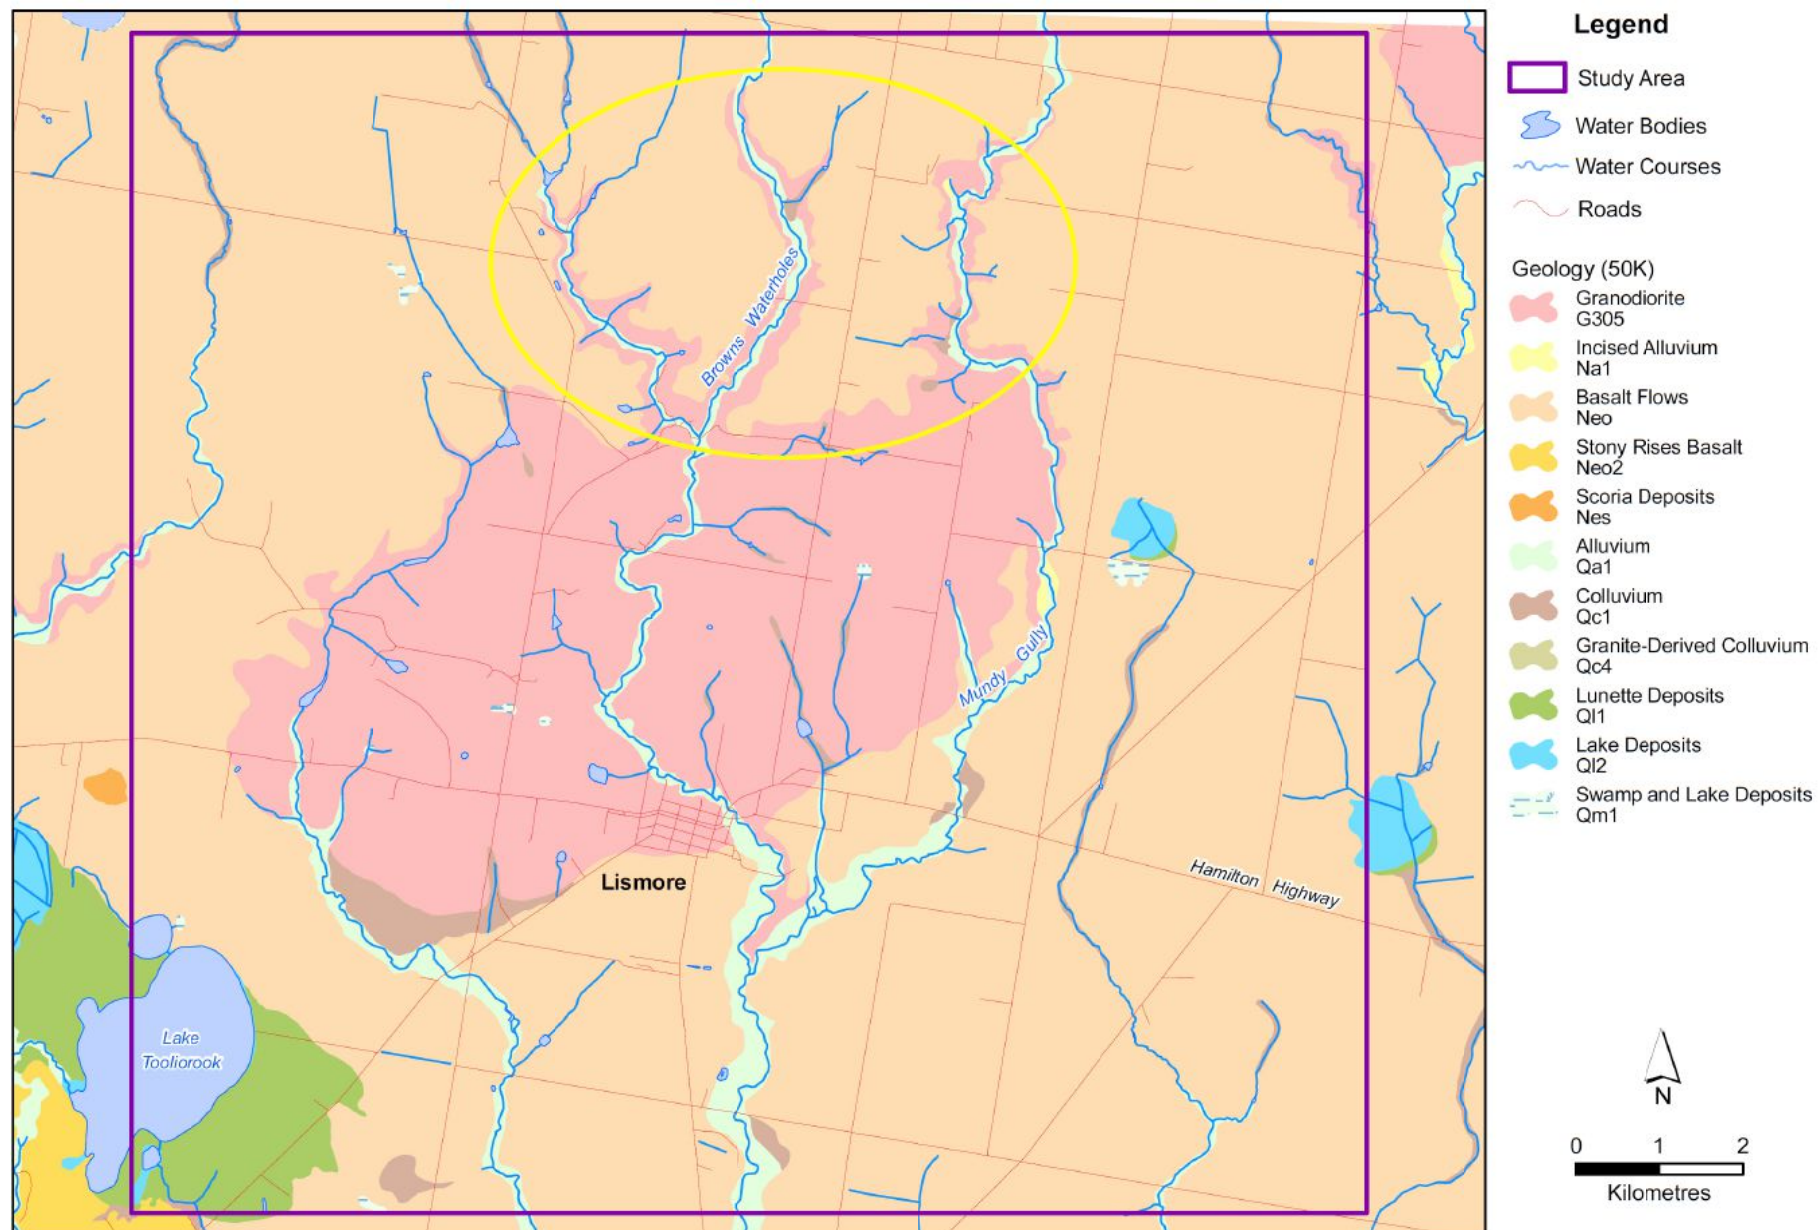 Legend
Study Area
Water Bodies
Water Courses
Roads
Geology (50K)
Granodiorite
G305
Incised Alluvium
Na1
Basalt Flows
Neo
Stony Rises Basalt
Neo2
Scoria Deposits
Nes
Alluvium
Qa1
Colluvium
Qc1
Granite-Derived Colluvium
Qc4
Lunette Deposits
Ql1
Lake Deposits
Ql2
Swamp and Lake Deposits
Qm1
N
0 1 2
Kilometres
Browns Waterholes
Mundy Gully
Lismore
Hamilton Highway
Lake
Tooliorook